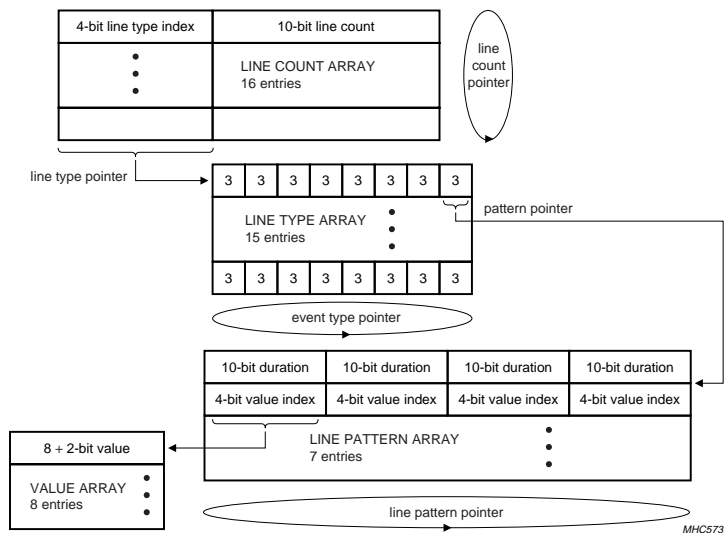 4-bit line type index 10-bit line count
LINE COUNT ARRAY
16 entries
line
count
pointer
line type pointer
3 3 3 3 3 3 3 3
pattern pointer
LINE TYPE ARRAY
15 entries
3 3 3 3 3 3 3 3
event type pointer
10-bit duration 10-bit duration 10-bit duration 10-bit duration
4-bit value index 4-bit value index 4-bit value index 4-bit value index
LINE PATTERN ARRAY
7 entries
8 + 2-bit value
VALUE ARRAY
8 entries
line pattern pointer
MHC573